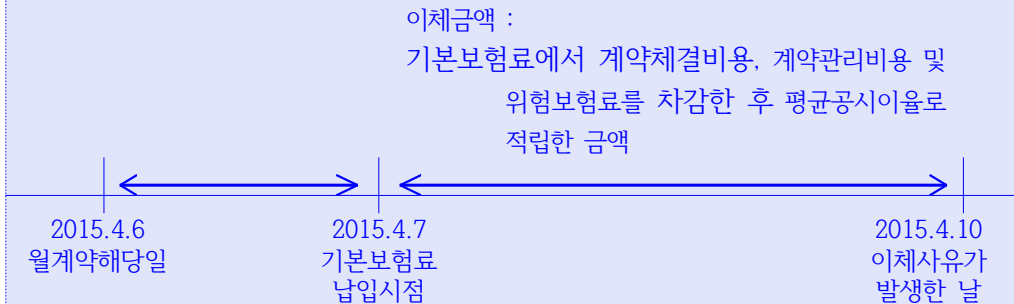 이체금액 :
기본보험료에서 계약체결비용, 계약관리비용 및
위험보험료를 차감한 후 평균공시이율로
적립한 금액
2015.4.6
월계약해당일
2015.4.7
기본보험료
납입시점
2015.4.10
이체사유가
발생한 날